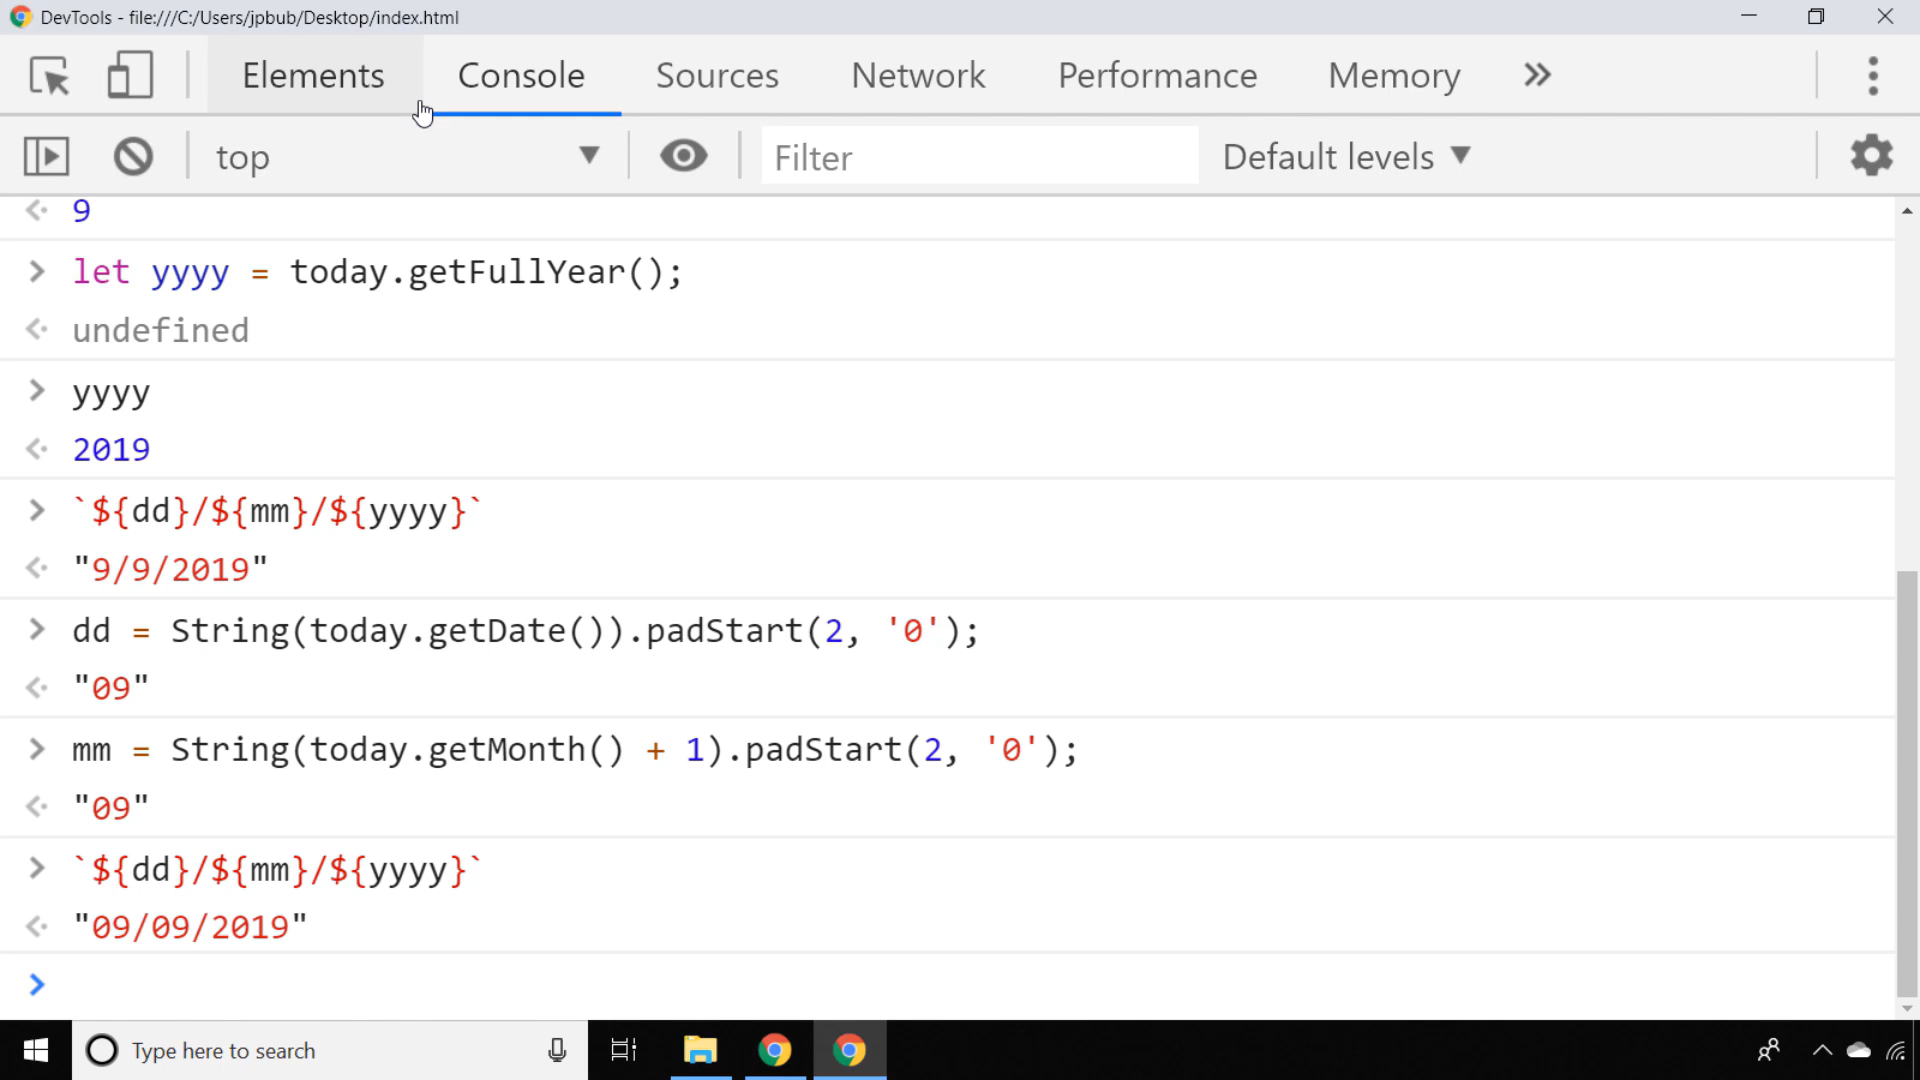 DevTools - file:///C:/Users/jpbub/Desktop/index.html
Elements Console Sources Network Performance Memory »
top Filter Default levels
9
let yyyy = today.getFullYear();
undefined
yyyy
2019
`${dd}/${mm}/${yyyy}`
"9/9/2019"
dd = String(today.getDate()).padStart(2, '0');
"09"
mm = String(today.getMonth() + 1).padStart(2, '0');
"09"
`${dd}/${mm}/${yyyy}`
"09/09/2019"
Type here to search